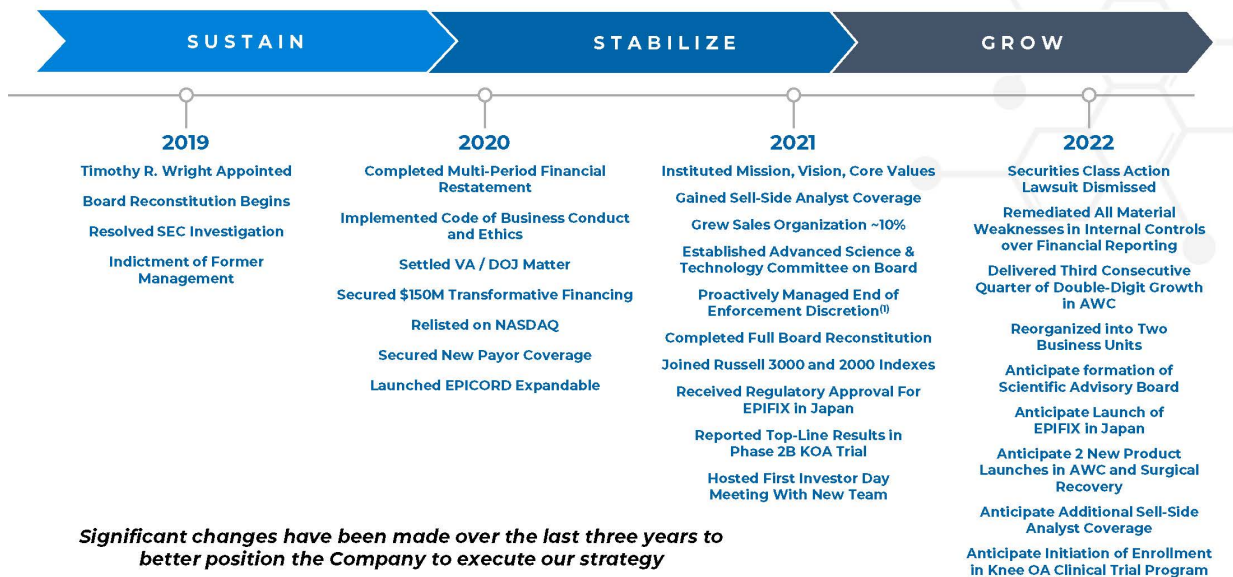 SUSTAIN
STABILIZE
GROW
2019
Timothy R. Wright Appointed
Board Reconstitution Begins
Resolved SEC Investigation
Indictment of Former
Management
2020
Completed Multi-Period Financial
Restatement
Implemented Code of Business Conduct
and Ethics
Settled VA / DOJ Matter
Secured $150M Transformative Financing
Relisted on NASDAQ
Secured New Payor Coverage
Launched EPICORD Expandable
2021
Instituted Mission, Vision, Core Values
Gained Sell-Side Analyst Coverage
Grew Sales Organization ~10%
Established Advanced Science &
Technology Committee on Board
Proactively Managed End of
Enforcement Discretion(1)
Completed Full Board Reconstitution
Joined Russell 3000 and 2000 Indexes
Received Regulatory Approval For
EPIFIX in Japan
Reported Top-Line Results in
Phase 2B KOA Trial
Hosted First Investor Day
Meeting With New Team
2022
Securities Class Action
Lawsuit Dismissed
Remediated All Material
Weaknesses in Internal Controls
over Financial Reporting
Delivered Third Consecutive
Quarter of Double-Digit Growth
in AWC
Reorganized into Two
Business Units
Anticipate formation of
Scientific Advisory Board
Anticipate Launch of
EPIFIX in Japan
Anticipate 2 New Product
Launches in AWC and Surgical
Recovery
Anticipate Additional Sell-Side
Analyst Coverage
Anticipate Initiation of Enrollment
in Knee OA Clinical Trial Program
Significant changes have been made over the last three years to
better position the Company to execute our strategy